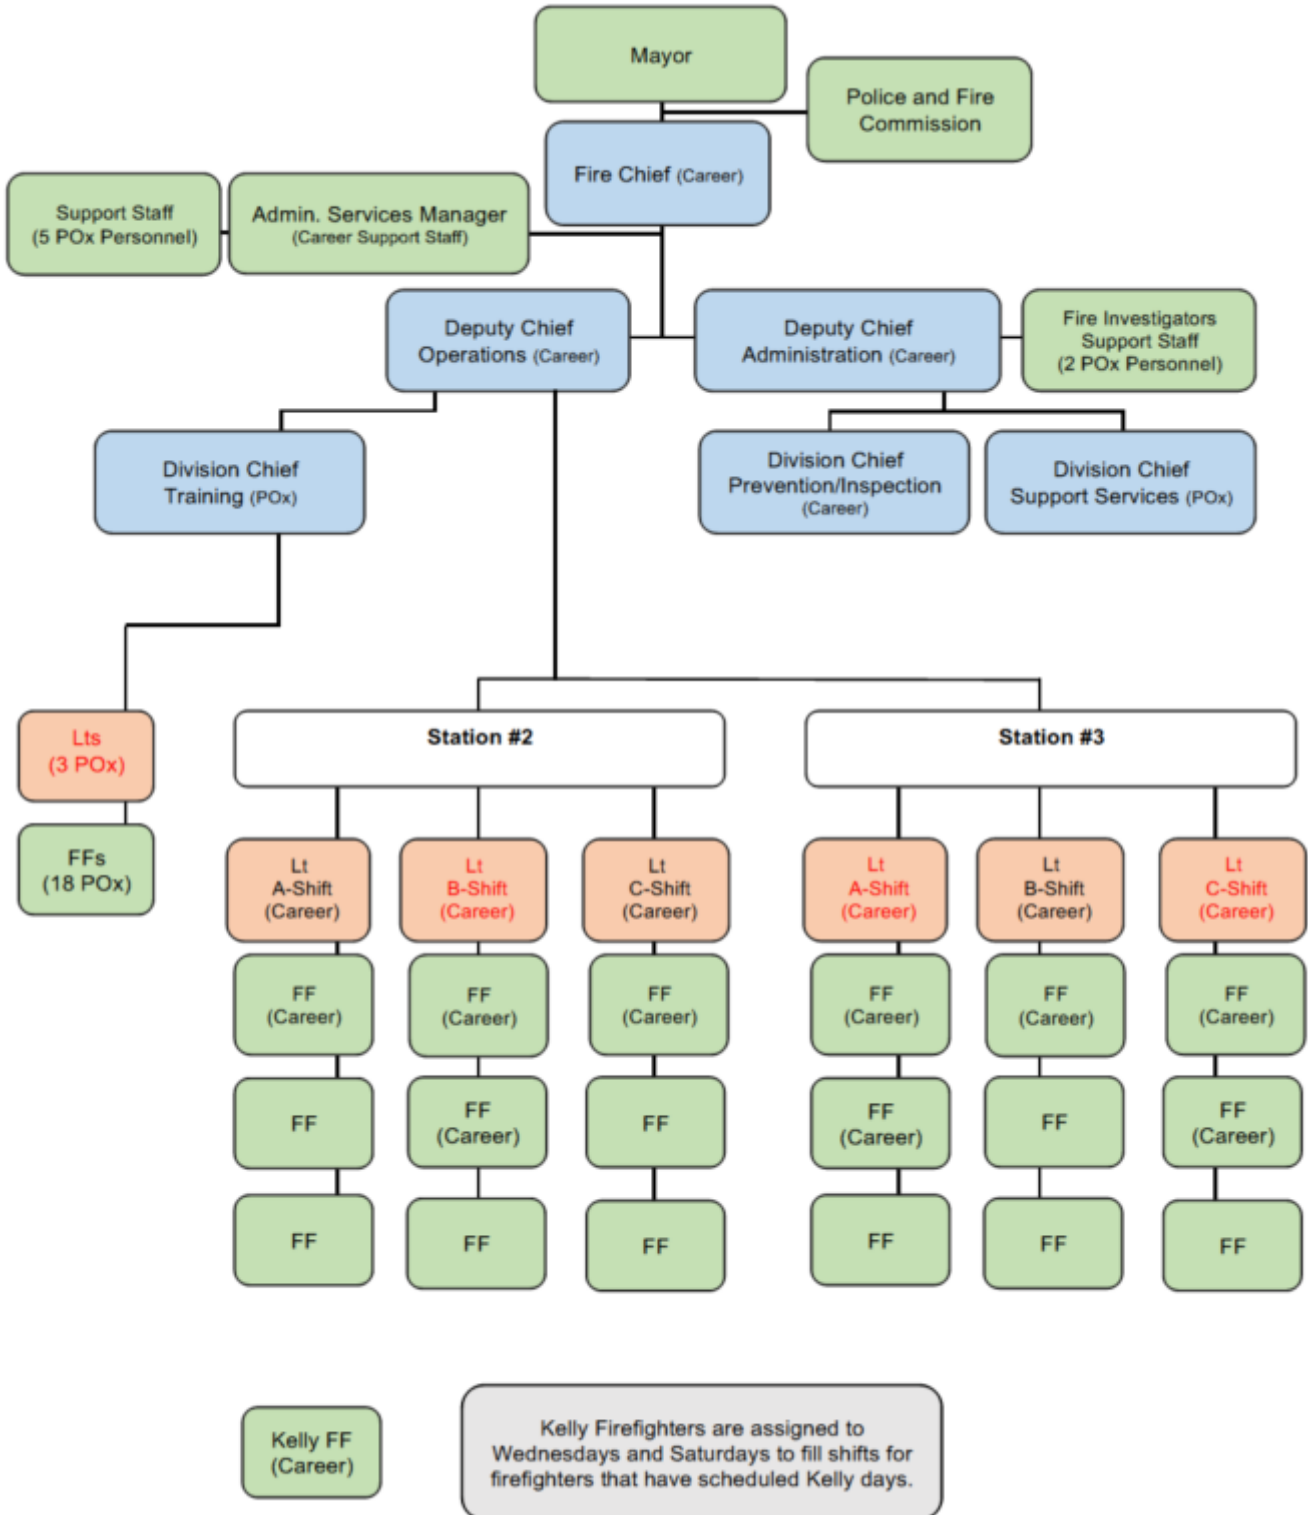 Mayor
Police and Fire
Commission
Fire Chief (Career)
Support Staff
(5 POx Personnel)
Admin. Services Manager
(Career Support Staff)
Deputy Chief
Operations (Career)
Deputy Chief
Administration (Career)
Fire Investigators
Support Staff
(2 POx Personnel)
Division Chief
Training (POx)
Division Chief
Prevention/Inspection
(Career)
Division Chief
Support Services (POx)
Lts
(3 POx)
FFs
(18 POx)
Station #2
Station #3
Lt
A-Shift
(Career)
Lt
B-Shift
(Career)
Lt
C-Shift
(Career)
Lt
A-Shift
(Career)
Lt
B-Shift
(Career)
Lt
C-Shift
(Career)
FF
(Career)
FF
(Career)
FF
(Career)
FF
(Career)
FF
(Career)
FF
(Career)
FF
FF
(Career)
FF
FF
(Career)
FF
FF
(Career)
FF
FF
FF
FF
FF
FF
Kelly FF
(Career)
Kelly Firefighters are assigned to
Wednesdays and Saturdays to fill shifts for
firefighters that have scheduled Kelly days.